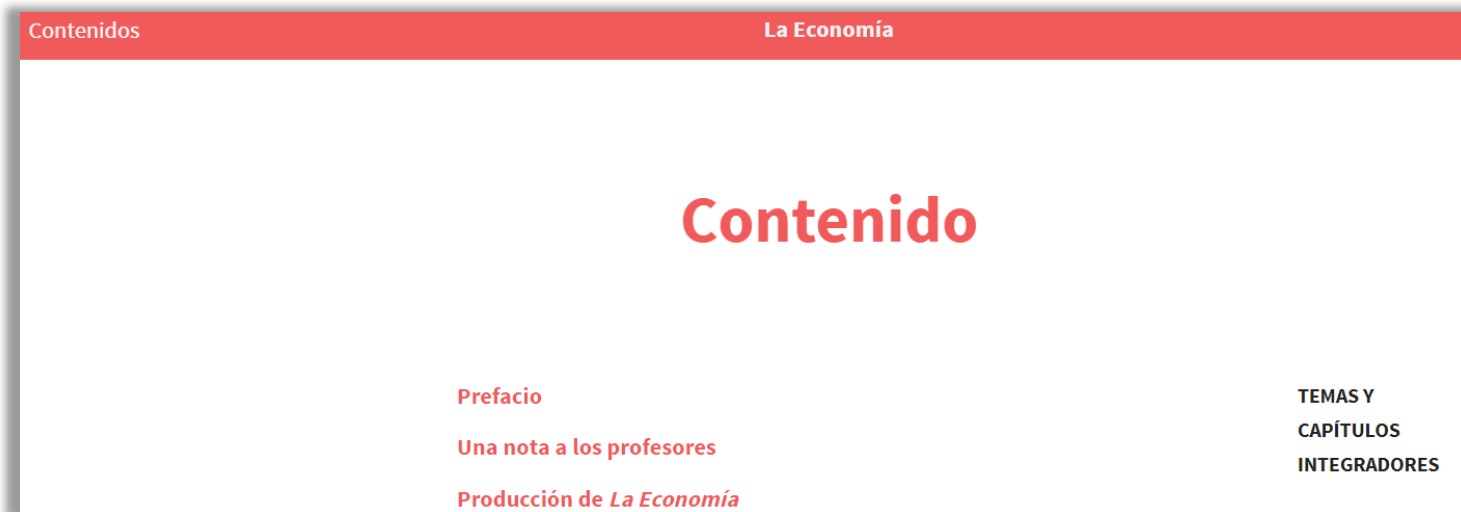 Contenidos
La Economía
Contenido
Prefacio
Una nota a los profesores
Producción de La Economía
TEMAS Y
CAPÍTULOS
INTEGRADORES